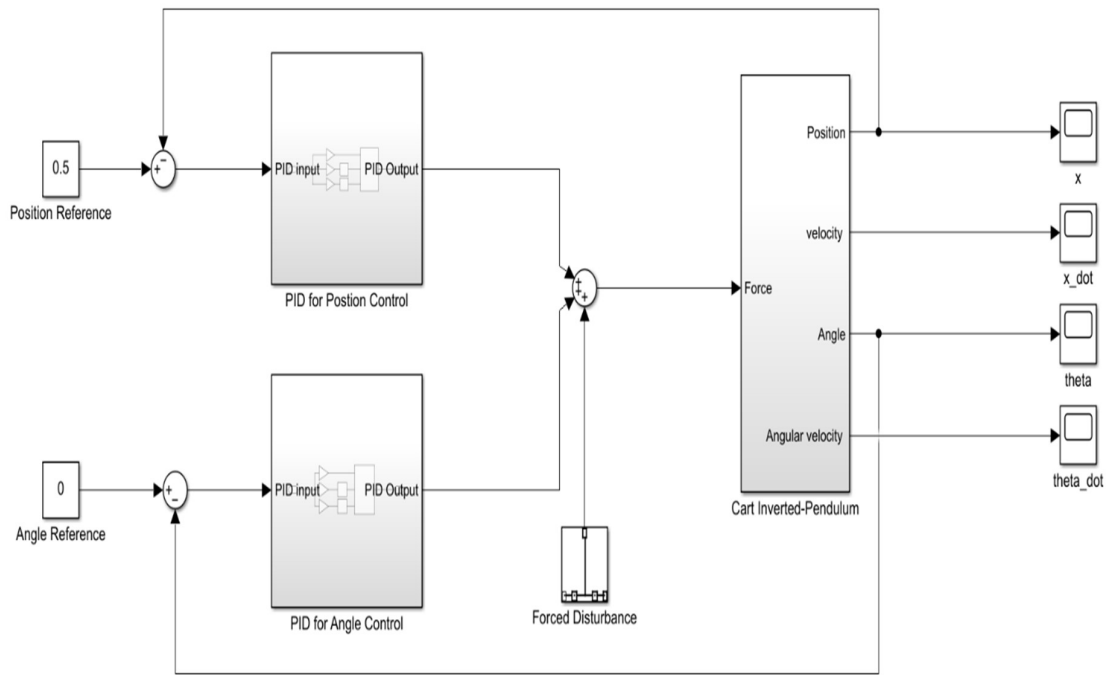 0.5
Position Reference
PID input
PID Output
PID for Postion Control
0
Angle Reference
PID input
PID Output
PID for Angle Control
Forced Disturbance
Force
Position
velocity
Angle
Angular velocity
Cart Inverted-Pendulum
x
x_dot
theta
theta_dot